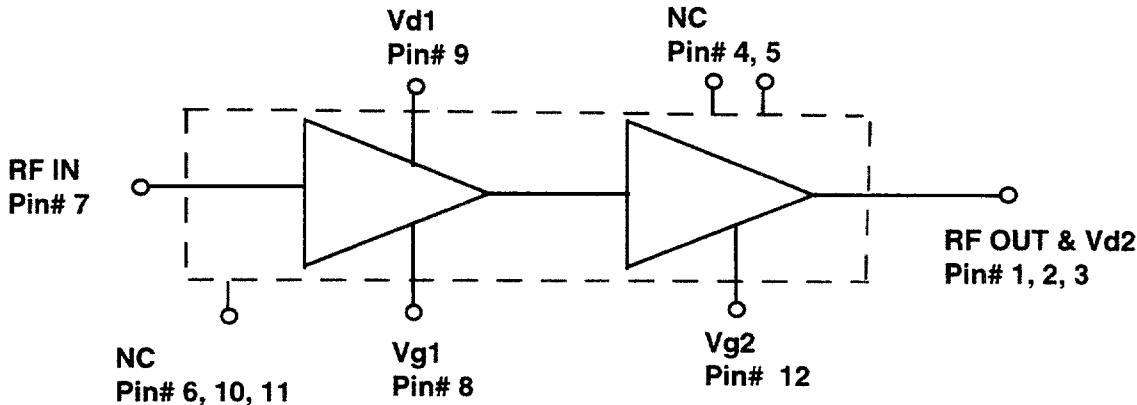 Vd1
Pin# 9
NC
Pin# 4, 5
RF IN
Pin# 7
RF OUT & Vd2
Pin# 1, 2, 3
NC
Pin# 6, 10, 11
Vg1
Pin# 8
Vg2
Pin# 12